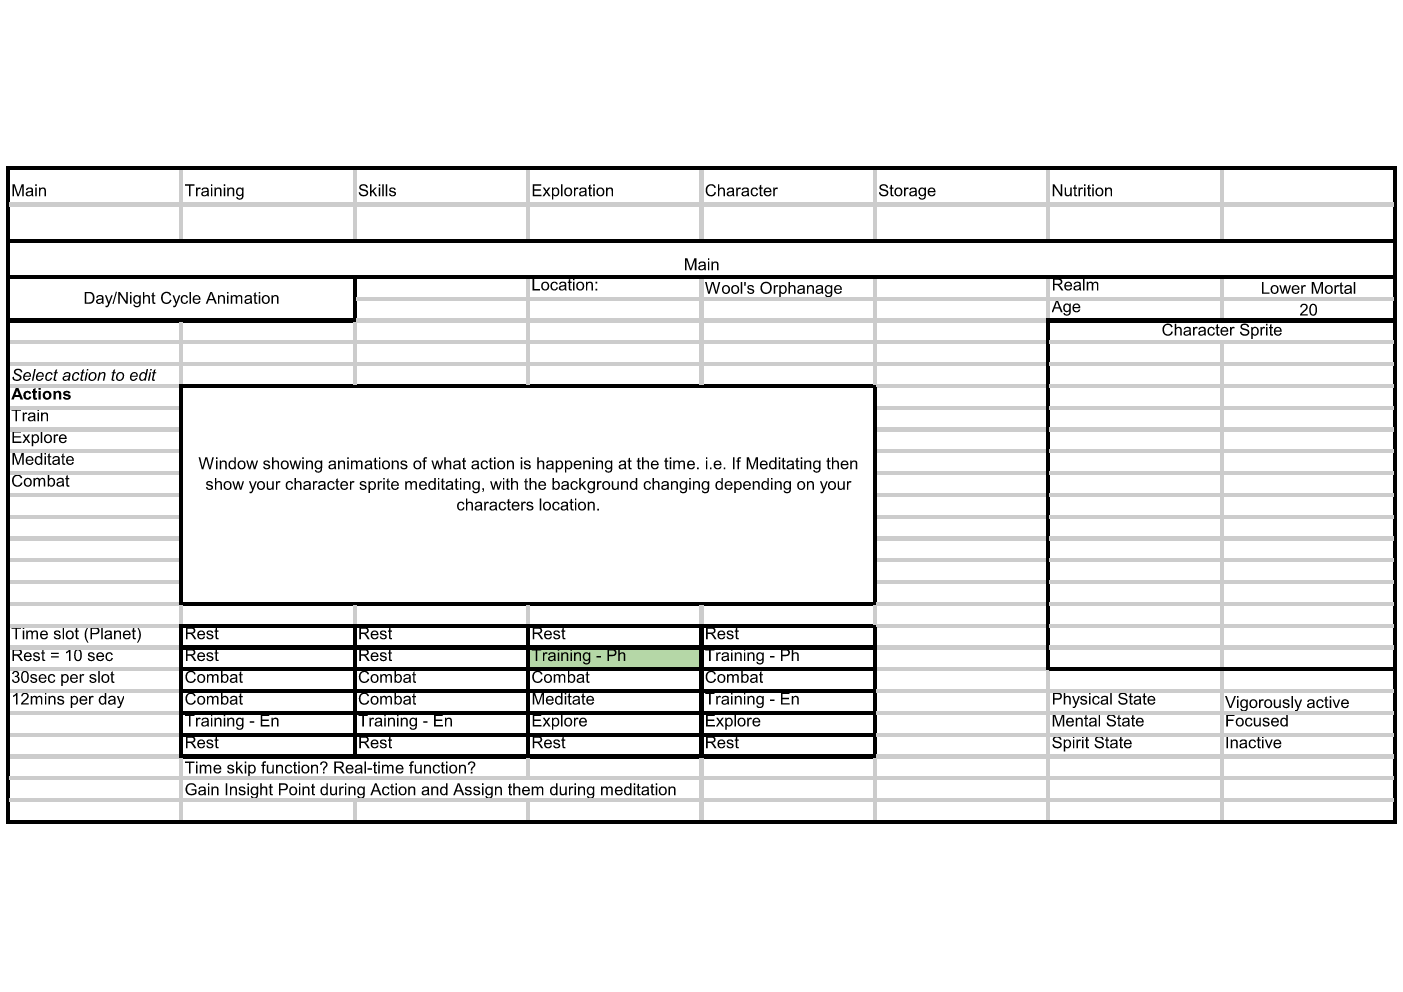 Main Training Skills Exploration Character Storage Nutrition
Main
Day/Night Cycle Animation Location: Wool's Orphanage Realm Lower Mortal
Age 20
Character Sprite
Select action to edit
Actions
Train
Explore
Meditate
Combat
Window showing animations of what action is happening at the time. i.e. If Meditating then
show your character sprite meditating, with the background changing depending on your
characters location.
Time slot (Planet) Rest Rest Rest Rest
Rest = 10 sec Rest Rest Training - Ph Training - Ph
30sec per slot Combat Combat Combat Combat
12mins per day Combat Combat Meditate Training - En Physical State Vigorously active
Training - En Training - En Explore Explore Mental State Focused
Rest Rest Rest Rest Spirit State Inactive
Time skip function? Real-time function?
Gain Insight Point during Action and Assign them during meditation